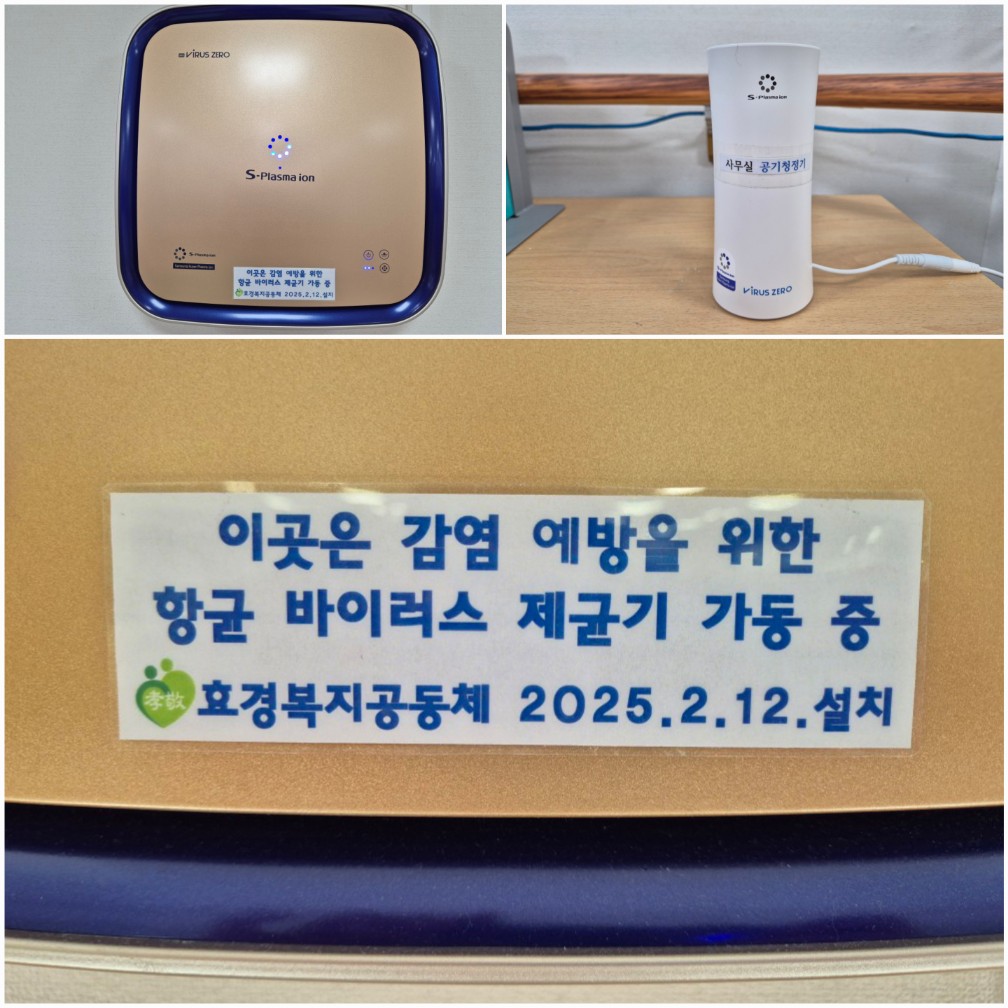 VIRUS ZERO
S-Plasma ion
S-Plasma ion
이곳은 감염 예방을 위한
항균 바이러스 제균기 가동 중
효경복지공동체 2025.2.12.설치
S-Plasma ion
사무실 공기청정기
S-Plasma ion
VIRUS ZERO
이곳은 감염 예방을 위한
항균 바이러스 제균기 가동 중
孝敬 효경복지공동체 2025.2.12.설치